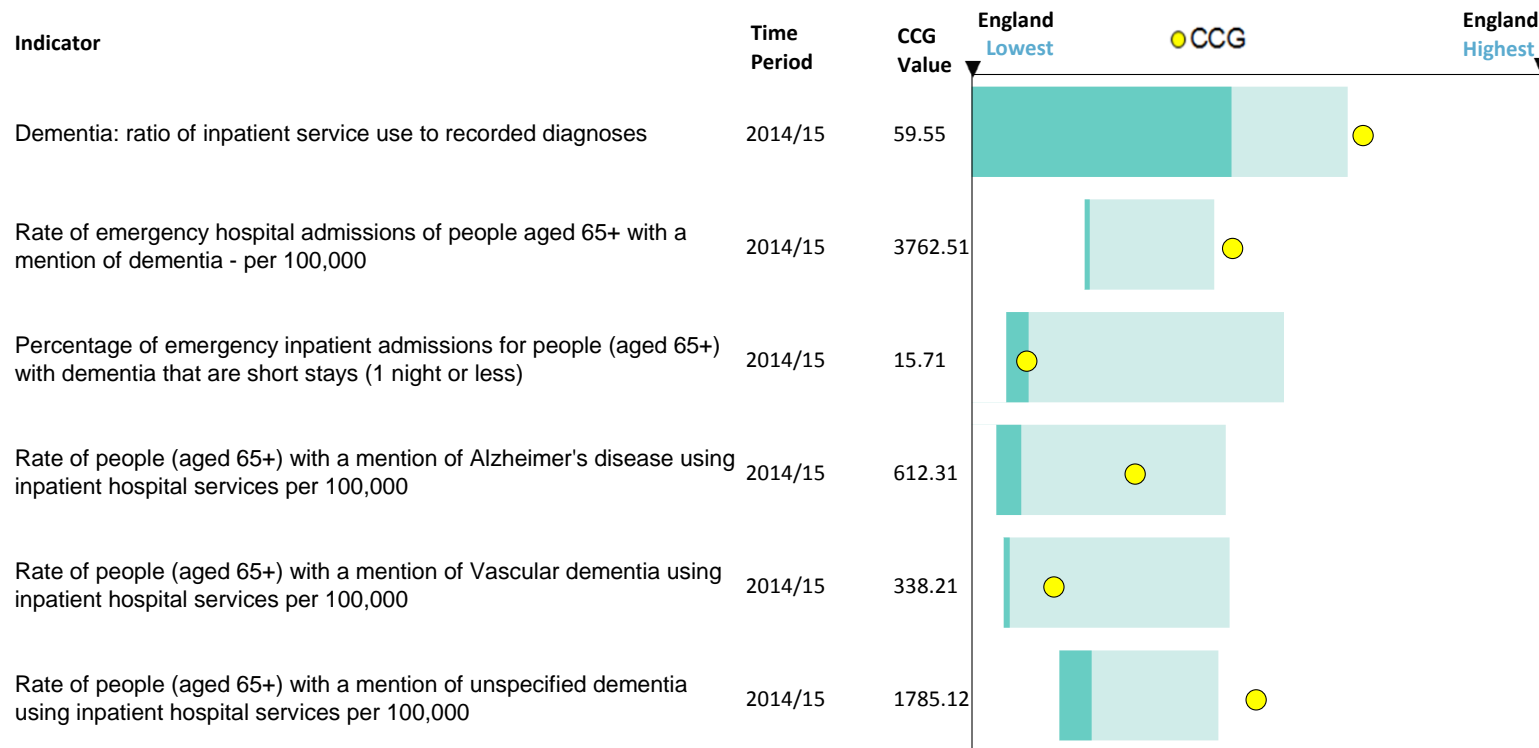 Indicator
Time
Period
CCG
Value
England
Lowest
CCG
England
Highest
Dementia: ratio of inpatient service use to recorded diagnoses
2014/15
59.55
Rate of emergency hospital admissions of people aged 65+ with a
mention of dementia - per 100,000
2014/15
3762.51
Percentage of emergency inpatient admissions for people (aged 65+)
with dementia that are short stays (1 night or less)
2014/15
15.71
Rate of people (aged 65+) with a mention of Alzheimer's disease using
inpatient hospital services per 100,000
2014/15
612.31
Rate of people (aged 65+) with a mention of Vascular dementia using
inpatient hospital services per 100,000
2014/15
338.21
Rate of people (aged 65+) with a mention of unspecified dementia
using inpatient hospital services per 100,000
2014/15
1785.12